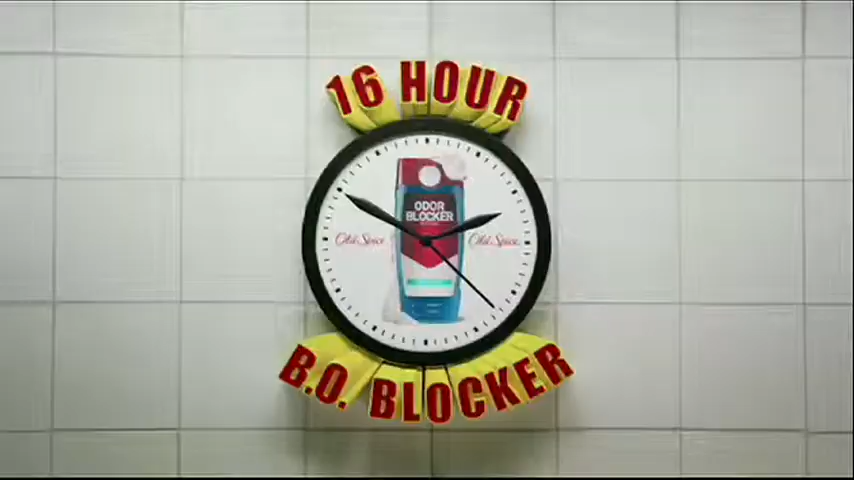 16 HOUR
ODOR
BLOCKER
Old Spice
Old Spice
B.O. BLOCKER